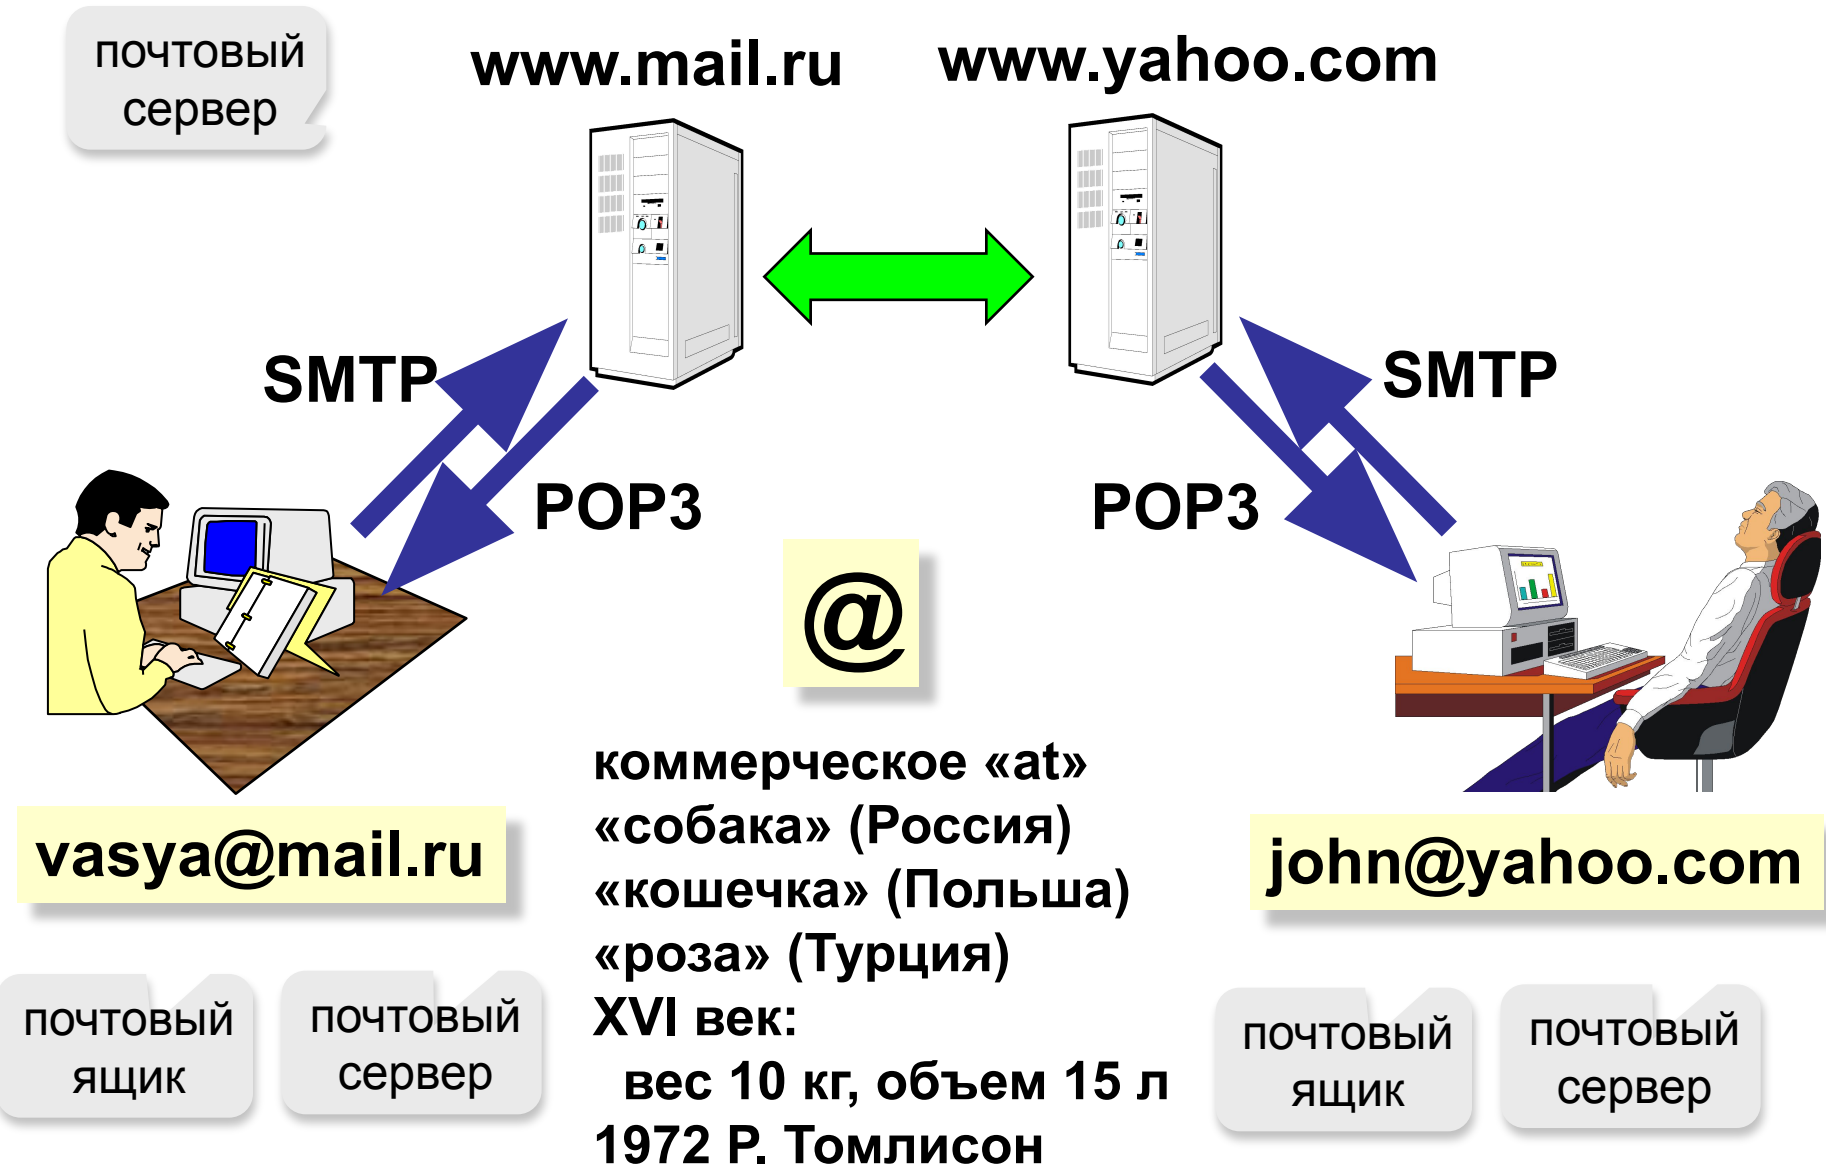 почтовый
сервер
www.mail.ru
www.yahoo.com
SMTP
SMTP
POP3
POP3
@
коммерческое «at»
«собака» (Россия)
«кошечка» (Польша)
«роза» (Турция)
XVI век:
вес 10 кг, объем 15 л
1972 Р. Томлисон
vasya@mail.ru
john@yahoo.com
почтовый
ящик
почтовый
сервер
почтовый
ящик
почтовый
сервер